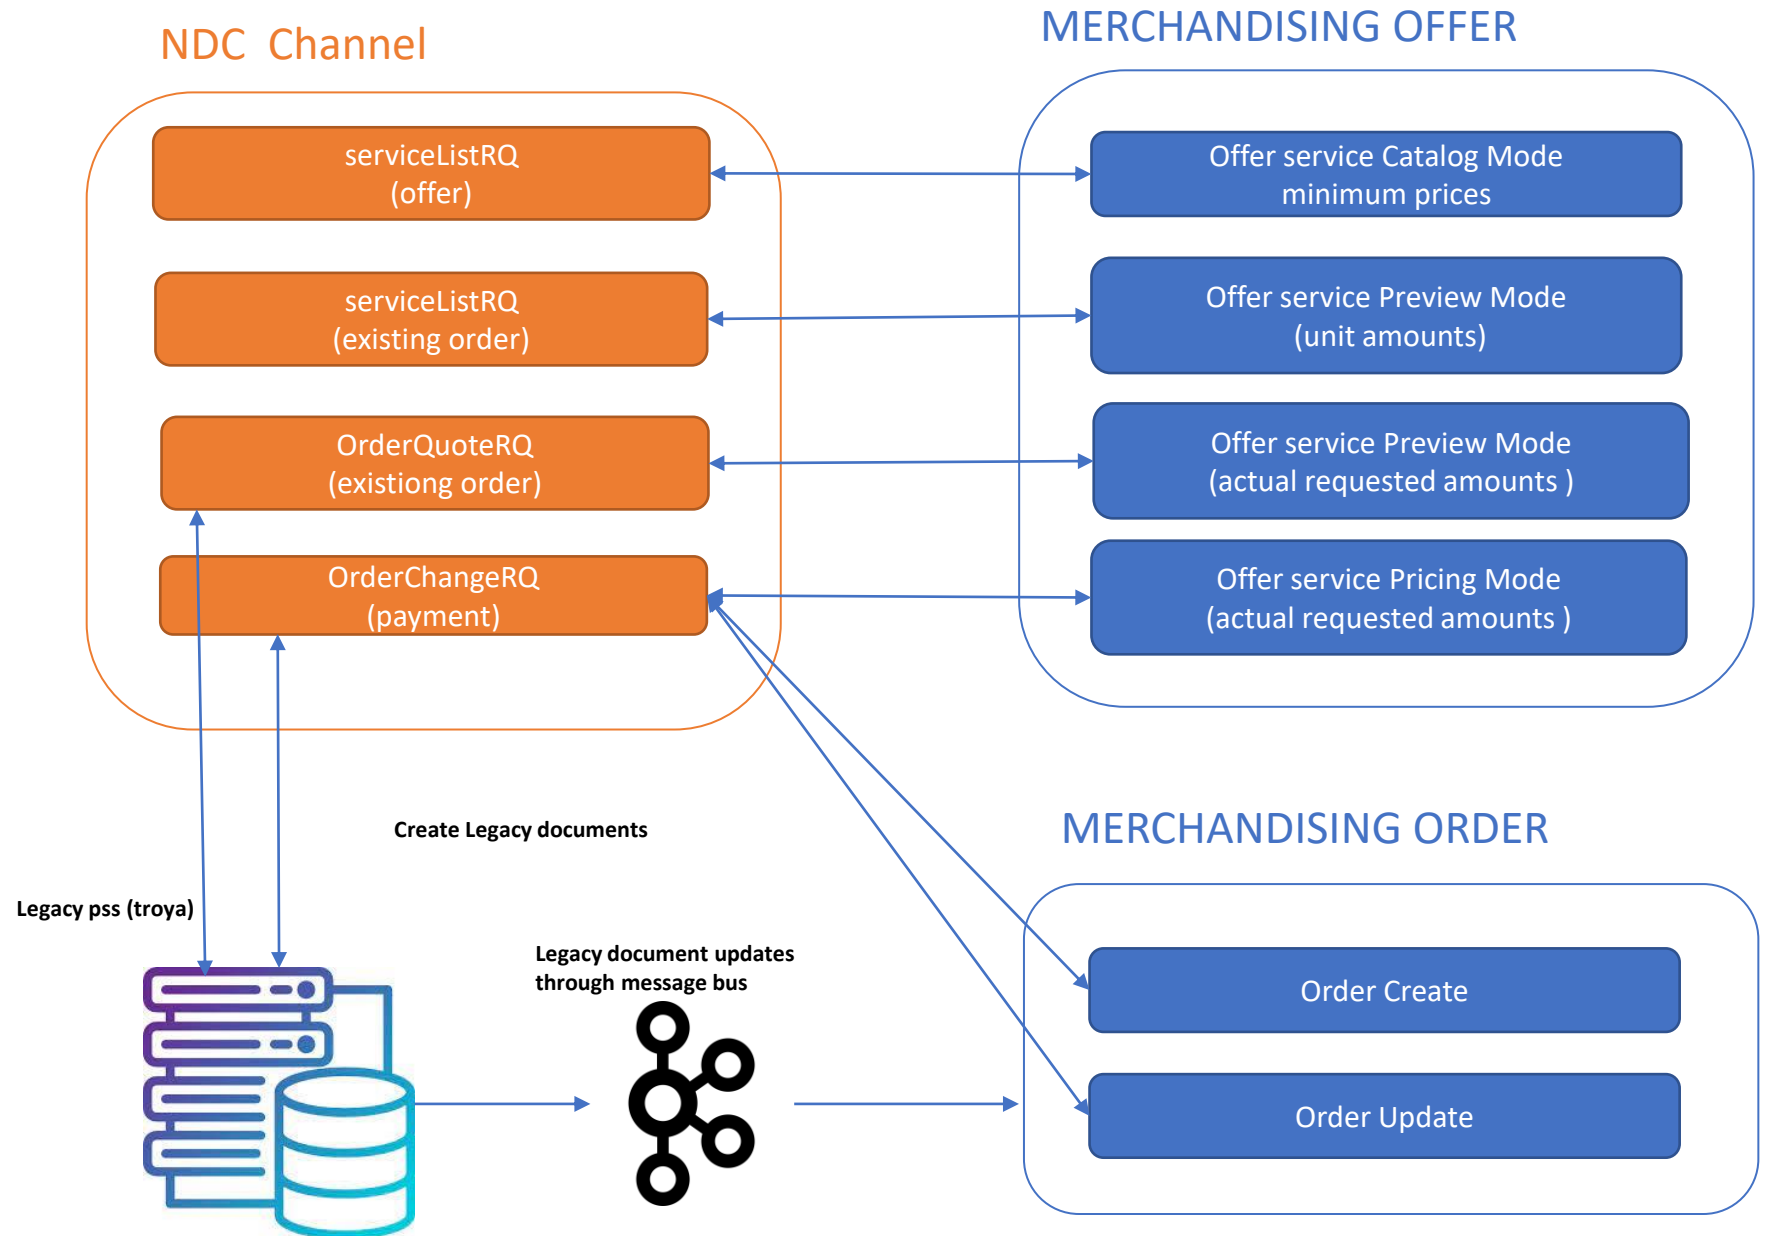 NDC  Channel
MERCHANDISING OFFER
serviceListRQ
(offer)
Offer service Catalog Mode
minimum prices
serviceListRQ
(existing order)
Offer service Preview Mode
(unit amounts)
OrderQuoteRQ
(existiong order)
Offer service Preview Mode
(actual requested amounts )
OrderChangeRQ
(payment)
Offer service Pricing Mode
(actual requested amounts )
Create Legacy documents
MERCHANDISING ORDER
Legacy pss (troya)
Legacy document updates
through message bus
Order Create
Order Update